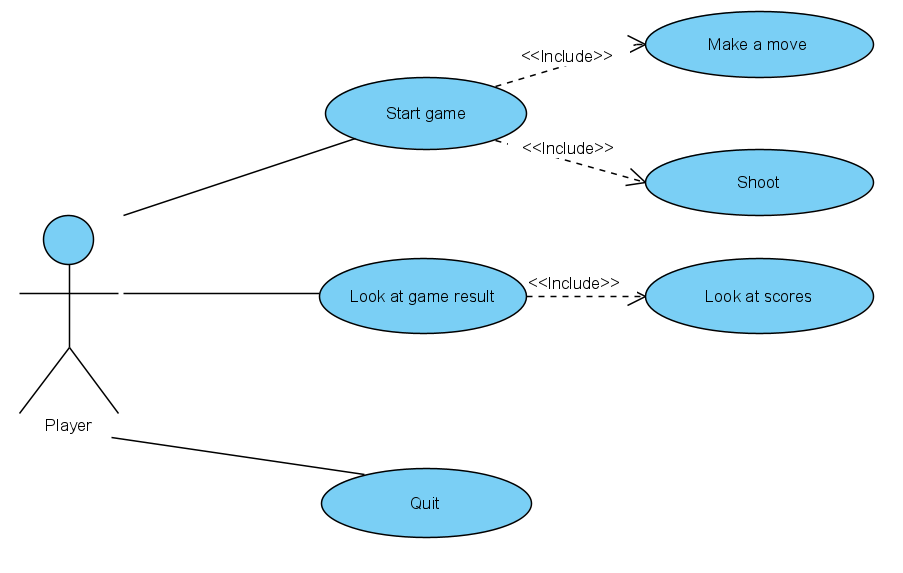 Make a move
<<Include>>
Start game
<<Include>>
Shoot
Look at game result
<<Include>>
Look at scores
Player
Quit